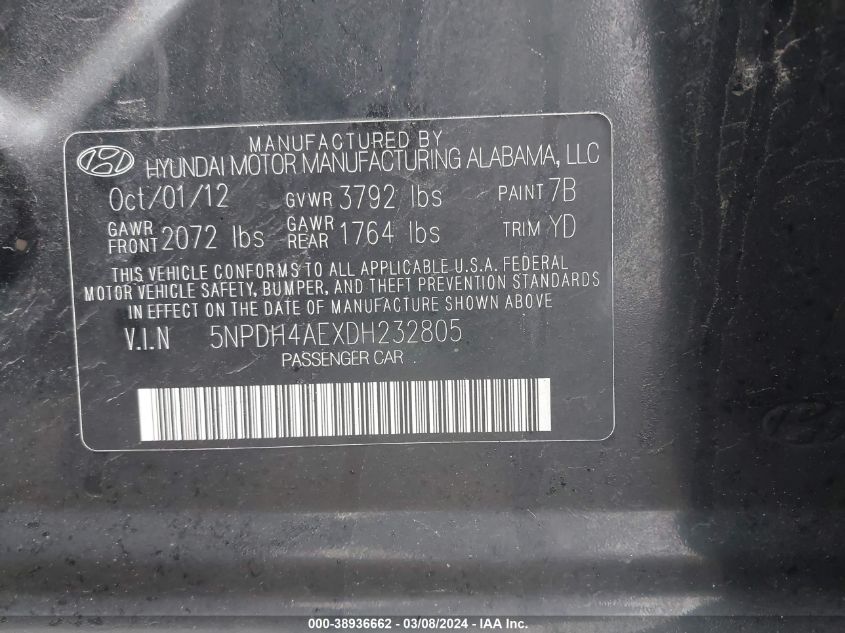 MANUFACTURED BY
HYUNDAI MOTOR MANUFACTURING ALABAMA, LLC
Oct/01/12 GVWR 3792 lbs PAINT 7B
GAWR FRONT 2072 lbs GAWR REAR 1764 lbs TRIM YD
THIS VEHICLE CONFORMS TO ALL APPLICABLE U.S.A. FEDERAL
MOTOR VEHICLE SAFETY, BUMPER, AND THEFT PREVENTION STANDARDS
IN EFFECT ON THE DATE OF MANUFACTURE SHOWN ABOVE
V.I.N 5NPDH4AEXDH232805
PASSENGER CAR
000-38936662 - 03/08/2024 - IAA Inc.